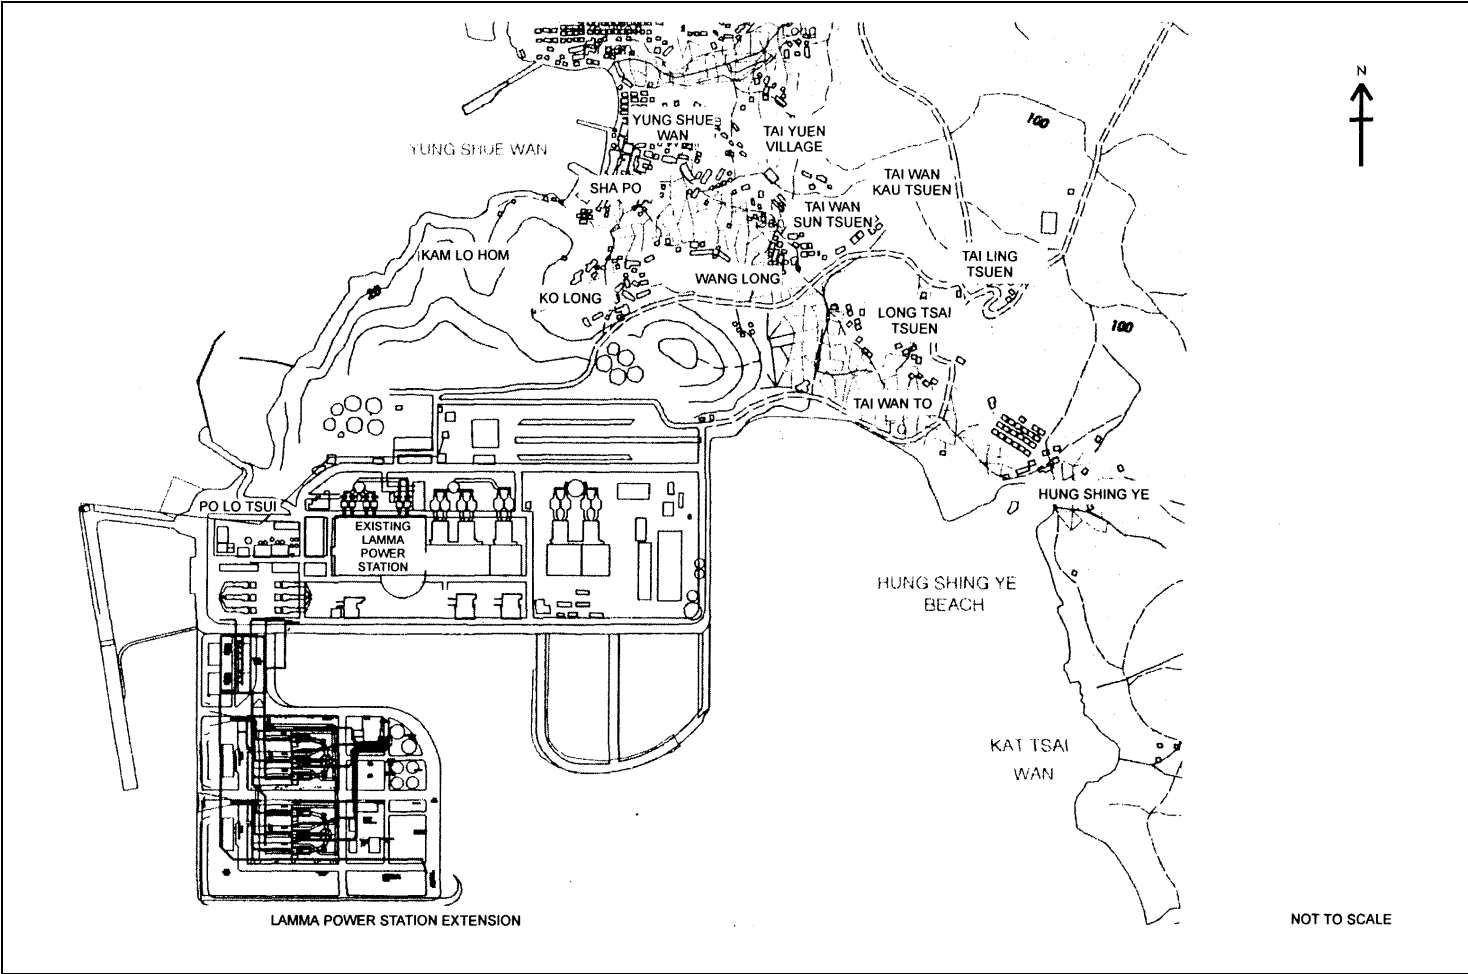 N
100
YUNG SHUE
WAN
TAI YUEN
VILLAGE
YUNG SHUE WAN
TAI WAN
KAU TSUEN
SHA PO
TAI WAN
SUN TSUEN
KAM LO HOM
TAI LING
TSUEN
WANG LONG
20
KO LONG
LONG TSAI
TSUEN
100
TAI WAN TO
HUNG SHING YE
PO LO TSUI
EXISTING
LAMMA
POWER
STATION
HUNG SHING YE
BEACH
KAT TSAI
WAN
LAMMA POWER STATION EXTENSION
NOT TO SCALE